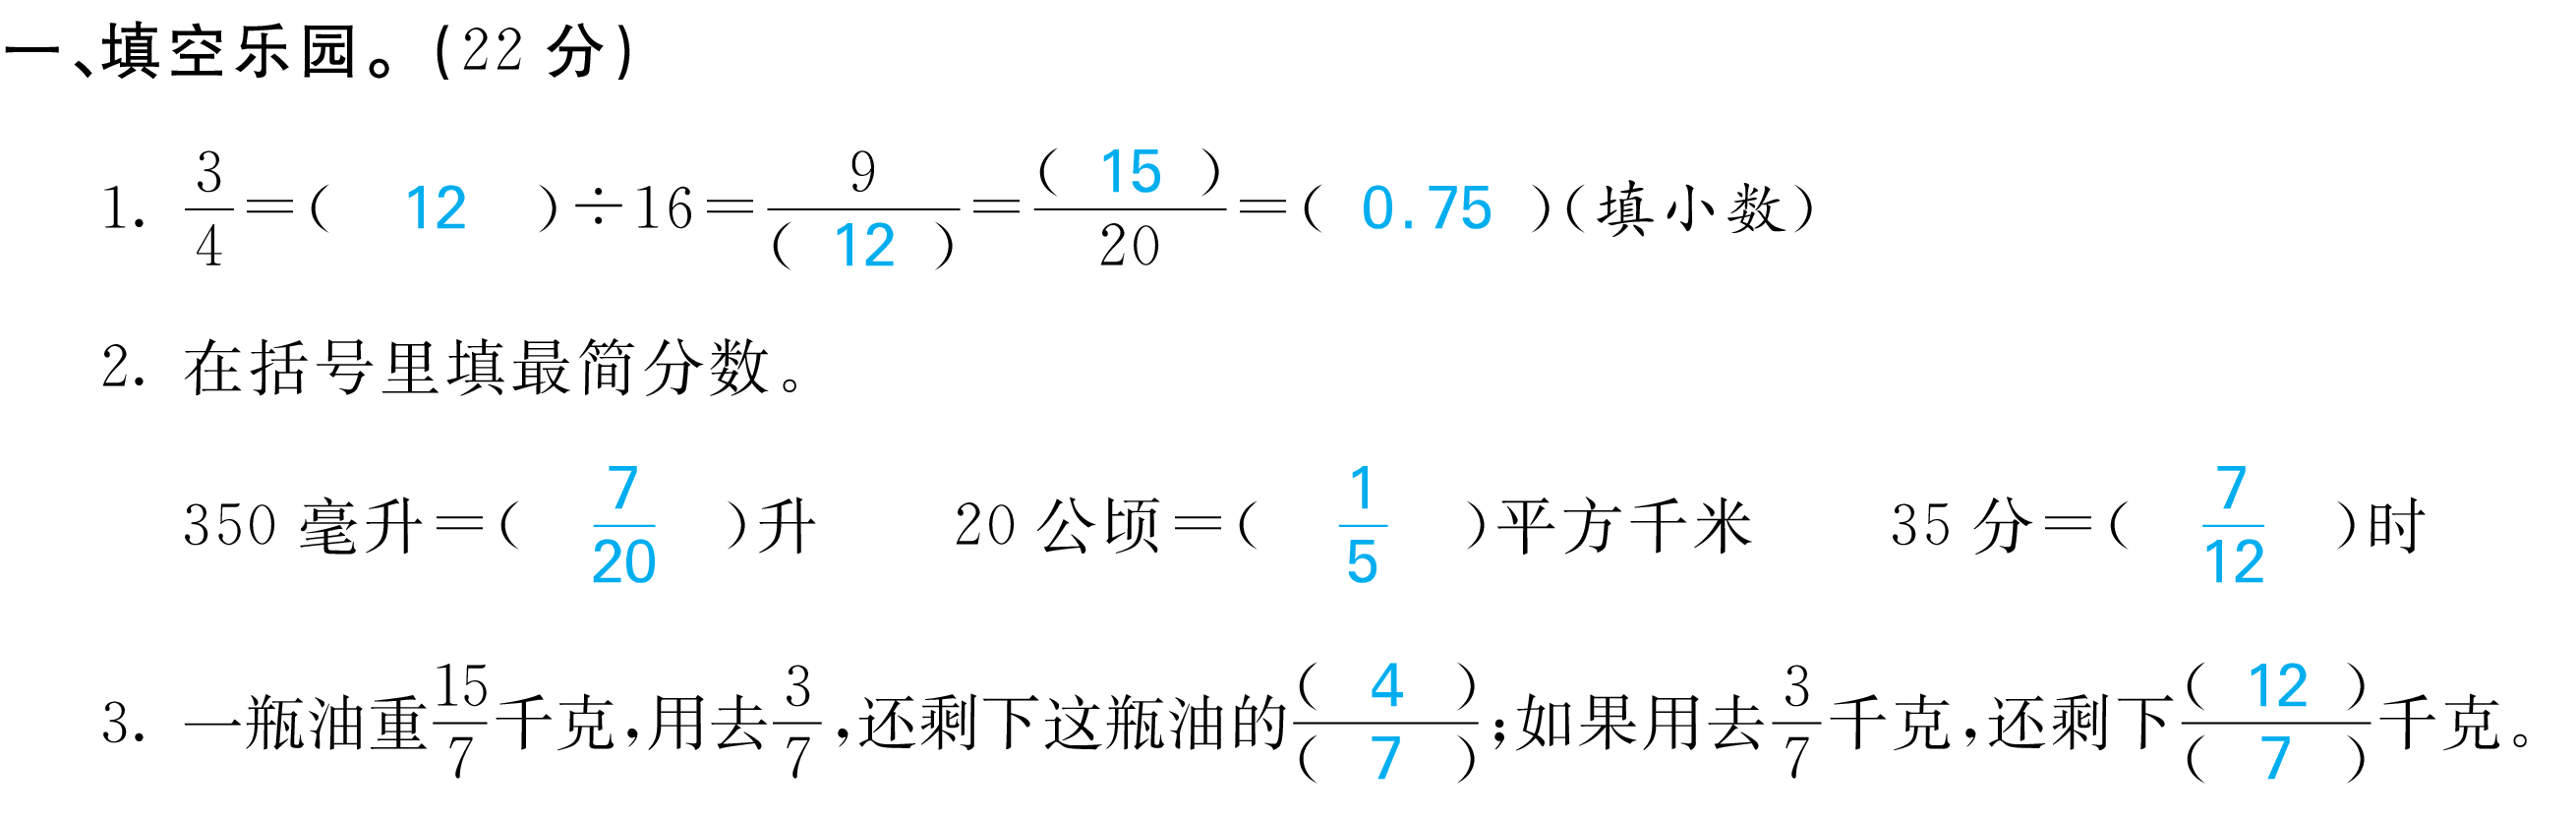 一、填空乐园。(22 分)
1. 3/4=( 12 )÷16=9/( 12 )=( 15 )/20=( 0.75 )(填小数)
2. 在括号里填最简分数。
350 毫升=( 7/20 )升 20 公顷=( 1/5 )平方千米 35 分=( 7/12 )时
3. 一瓶油重15/7千克,用去3/7,还剩下这瓶油的( 4 )/( 7 );如果用去3/7千克,还剩下( 12 )/( 7 )千克。